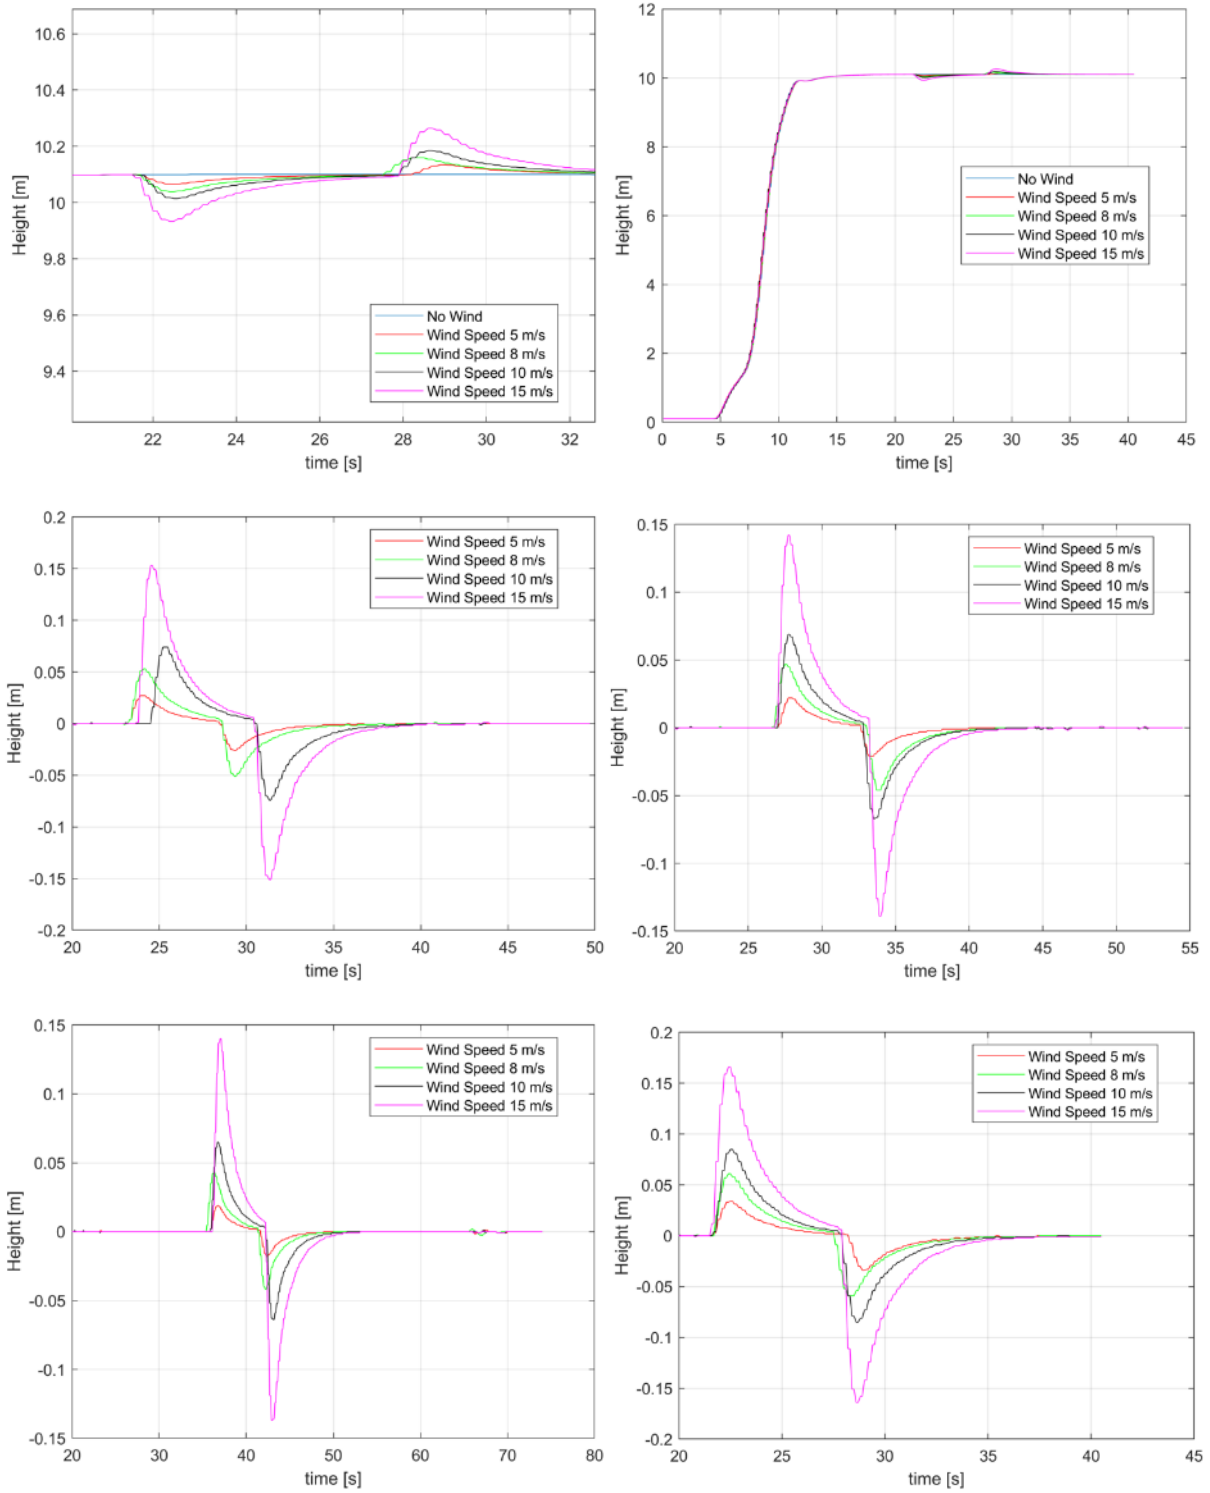 10.6
10.4
10.2
10
9.8
9.6
9.4
Height [m]
No Wind
Wind Speed 5 m/s
Wind Speed 8 m/s
Wind Speed 10 m/s
Wind Speed 15 m/s
22 24 26 28 30 32
time [s]
12
10
8
6
4
2
0
Height [m]
No Wind
Wind Speed 5 m/s
Wind Speed 8 m/s
Wind Speed 10 m/s
Wind Speed 15 m/s
0 5 10 15 20 25 30 35 40 45
time [s]
0.2
0.15
0.1
0.05
0
-0.05
-0.1
-0.15
-0.2
Height [m]
Wind Speed 5 m/s
Wind Speed 8 m/s
Wind Speed 10 m/s
Wind Speed 15 m/s
20 25 30 35 40 45 50
time [s]
0.15
0.1
0.05
0
-0.05
-0.1
-0.15
Height [m]
Wind Speed 5 m/s
Wind Speed 8 m/s
Wind Speed 10 m/s
Wind Speed 15 m/s
20 25 30 35 40 45 50 55
time [s]
0.15
0.1
0.05
0
-0.05
-0.1
-0.15
Height [m]
Wind Speed 5 m/s
Wind Speed 8 m/s
Wind Speed 10 m/s
Wind Speed 15 m/s
20 30 40 50 60 70 80
time [s]
0.2
0.15
0.1
0.05
0
-0.05
-0.1
-0.15
-0.2
Height [m]
Wind Speed 5 m/s
Wind Speed 8 m/s
Wind Speed 10 m/s
Wind Speed 15 m/s
20 25 30 35 40 45
time [s]